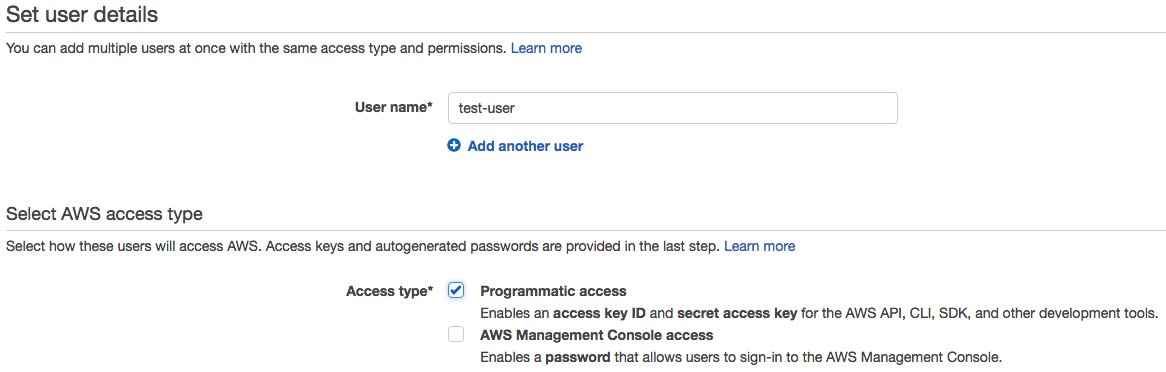 Set user details
You can add multiple users at once with the same access type and permissions. Learn more
User name* test-user
Add another user
Select AWS access type
Select how these users will access AWS. Access keys and autogenerated passwords are provided in the last step. Learn more
Access type* Programmatic access
Enables an access key ID and secret access key for the AWS API, CLI, SDK, and other development tools.
AWS Management Console access
Enables a password that allows users to sign-in to the AWS Management Console.